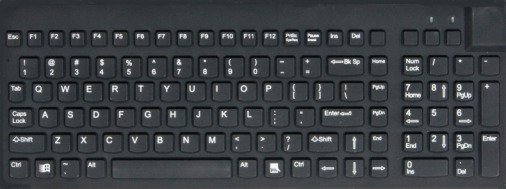 Esc F1 F2 F3 F4 F5 F6 F7 F8 F9 F10 F11 F12 PrtSc SysReq Pause Break Ins Del
! 1 @ 2 # 3 $ 4 % 5 ^ 6 & 7 * 8 ( 9 ) 0 - + = ⟸Bk Sp Home Num Lock / * -
Tab Q W E R T Y U I O P { [ } ] | \ PgUp 7 Home 8 ⇑ 9 PgUp +
Caps Lock A S D F G H J K L : ; " ' Enter⟸ PgDn 4 ⟸ 5 6 ⟹
⇧Shift Z X C V B N M < , > . ? / ⇧Shift ⇑ End 1 End 2 ⇓ 3 PgDn Enter
Ctrl ~ ` Alt Alt Ctrl ⟸ ⇓ ⟹ 0 Ins . Del